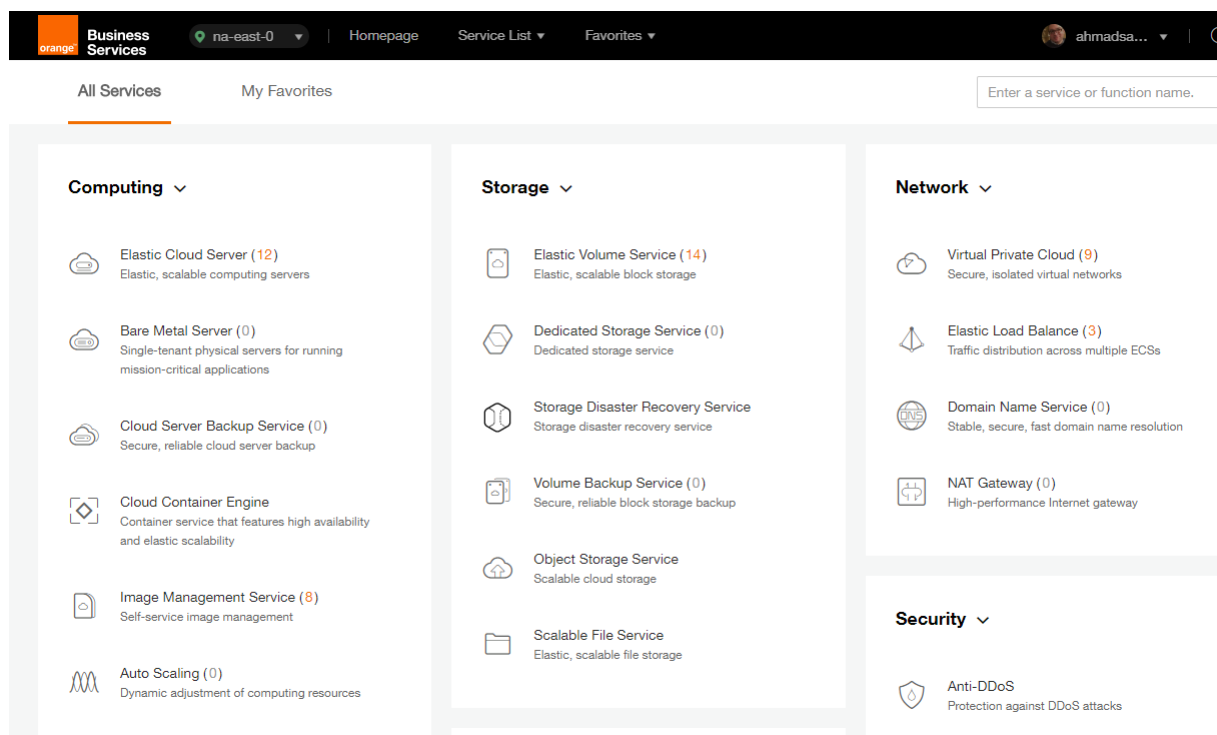 orange™
Business
Services
na-east-0
Homepage
Service List
Favorites
ahmadsa...
All Services
My Favorites
Enter a service or function name.
Computing
Elastic Cloud Server (12)
Elastic, scalable computing servers
Bare Metal Server (0)
Single-tenant physical servers for running
mission-critical applications
Cloud Server Backup Service (0)
Secure, reliable cloud server backup
Cloud Container Engine
Container service that features high availability
and elastic scalability
Image Management Service (8)
Self-service image management
Auto Scaling (0)
Dynamic adjustment of computing resources
Storage
Elastic Volume Service (14)
Elastic, scalable block storage
Dedicated Storage Service (0)
Dedicated storage service
Storage Disaster Recovery Service
Storage disaster recovery service
Volume Backup Service (0)
Secure, reliable block storage backup
Object Storage Service
Scalable cloud storage
Scalable File Service
Elastic, scalable file storage
Network
Virtual Private Cloud (9)
Secure, isolated virtual networks
Elastic Load Balance (3)
Traffic distribution across multiple ECSs
DNS
Domain Name Service (0)
Stable, secure, fast domain name resolution
NAT Gateway (0)
High-performance Internet gateway
Security
Anti-DDoS
Protection against DDoS attacks